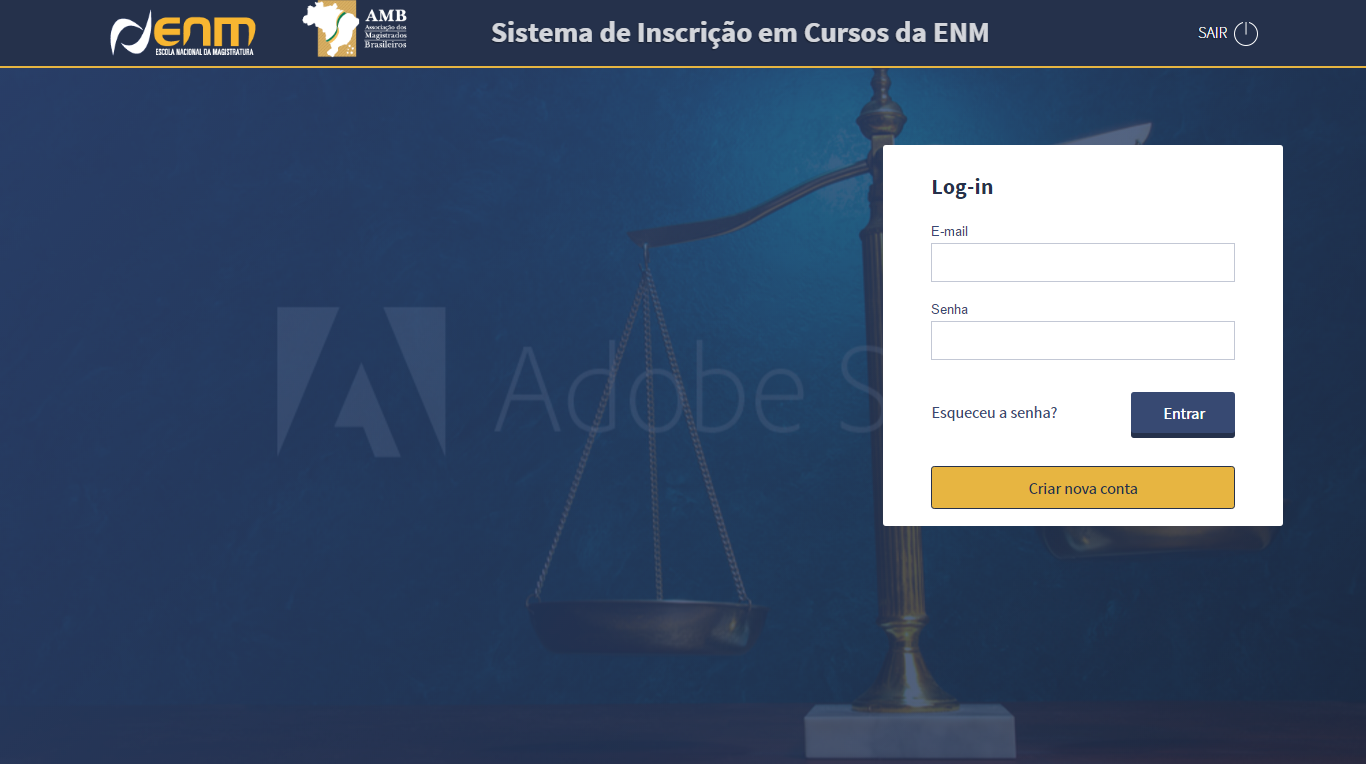 ENM
ESCOLA NACIONAL DA MAGISTRATURA
AMB
Associação dos
Magistrados
Brasileiros
Sistema de Inscrição em Cursos da ENM
SAIR
Log-in
E-mail
Senha
Esqueceu a senha?
Entrar
Criar nova conta
Adobe S